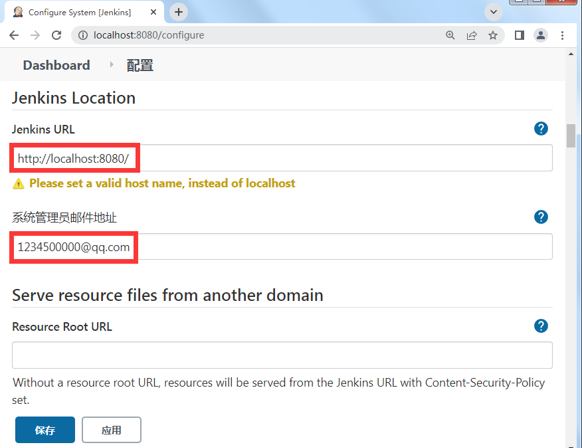 Configure System [Jenkins]
localhost:8080/configure
Dashboard
配置
Jenkins Location
Jenkins URL
http://localhost:8080/
Please set a valid host name, instead of localhost
系统管理员邮件地址
1234500000@qq.com
Serve resource files from another domain
Resource Root URL
Without a resource root URL, resources will be served from the Jenkins URL with Content-Security-Policy
set.
保存
应用